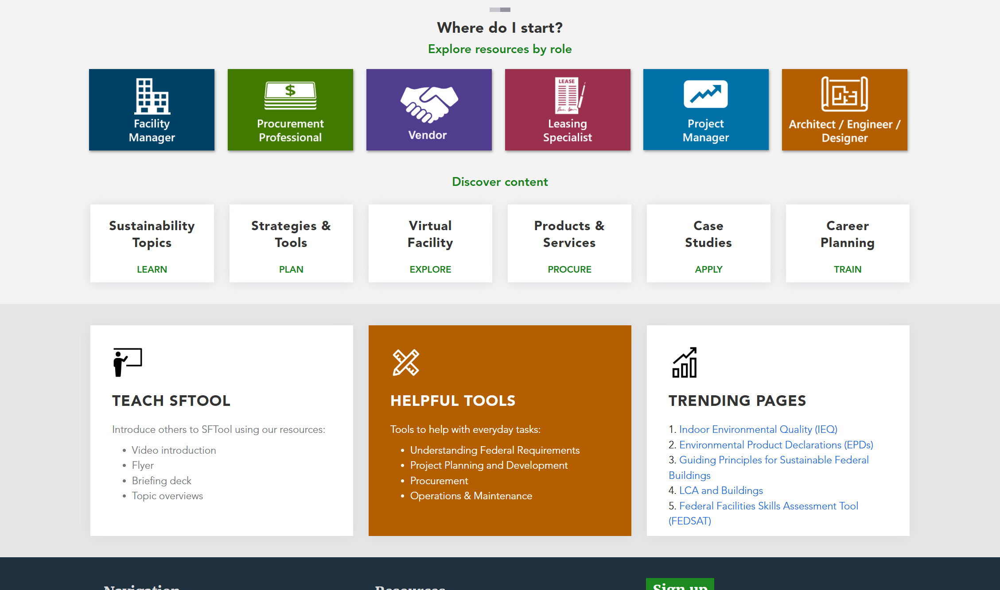 Where do I start?
Explore resources by role
Facility
Manager
$
Procurement
Professional
Vendor
LEASE
Leasing
Specialist
Project
Manager
Architect / Engineer /
Designer
Discover content
Sustainability
Topics
LEARN
Strategies &
Tools
PLAN
Virtual
Facility
EXPLORE
Products &
Services
PROCURE
Case
Studies
APPLY
Career
Planning
TRAIN
TEACH SFTOOL
Introduce others to SFTool using our resources:
• Video introduction
• Flyer
• Briefing deck
• Topic overviews
HELPFUL TOOLS
Tools to help with everyday tasks:
• Understanding Federal Requirements
• Project Planning and Development
• Procurement
• Operations & Maintenance
TRENDING PAGES
1. Indoor Environmental Quality (IEQ)
2. Environmental Product Declarations (EPDs)
3. Guiding Principles for Sustainable Federal
Buildings
4. LCA and Buildings
5. Federal Facilities Skills Assessment Tool
(FEDSAT)
Navigation
Resources
Sign up